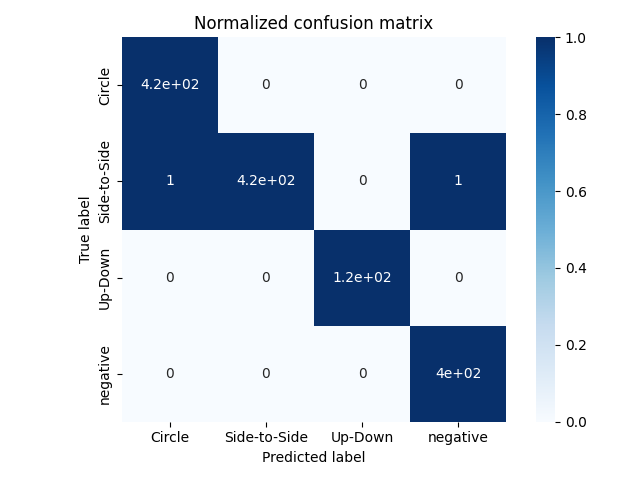 Normalized confusion matrix
True label
Circle
4.2e+02 0 0 0
Side-to-Side
1 4.2e+02 0 1
Up-Down
0 0 1.2e+02 0
negative
0 0 0 4e+02
Circle Side-to-Side Up-Down negative
Predicted label
1.0
0.8
0.6
0.4
0.2
0.0